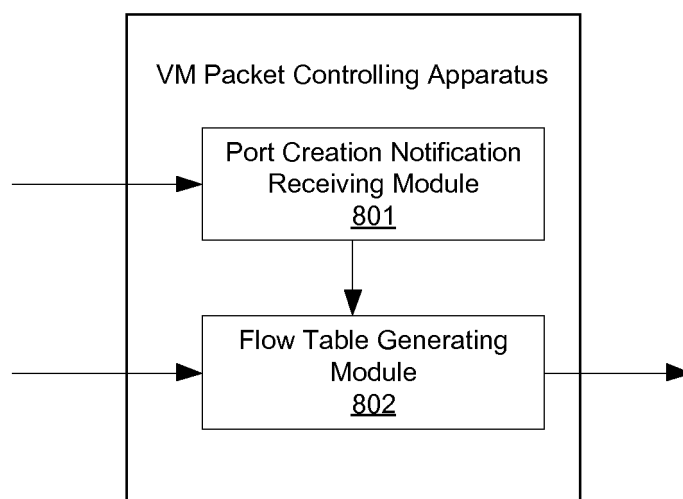 VM Packet Controlling Apparatus
Port Creation Notification
Receiving Module
801
Flow Table Generating
Module
802